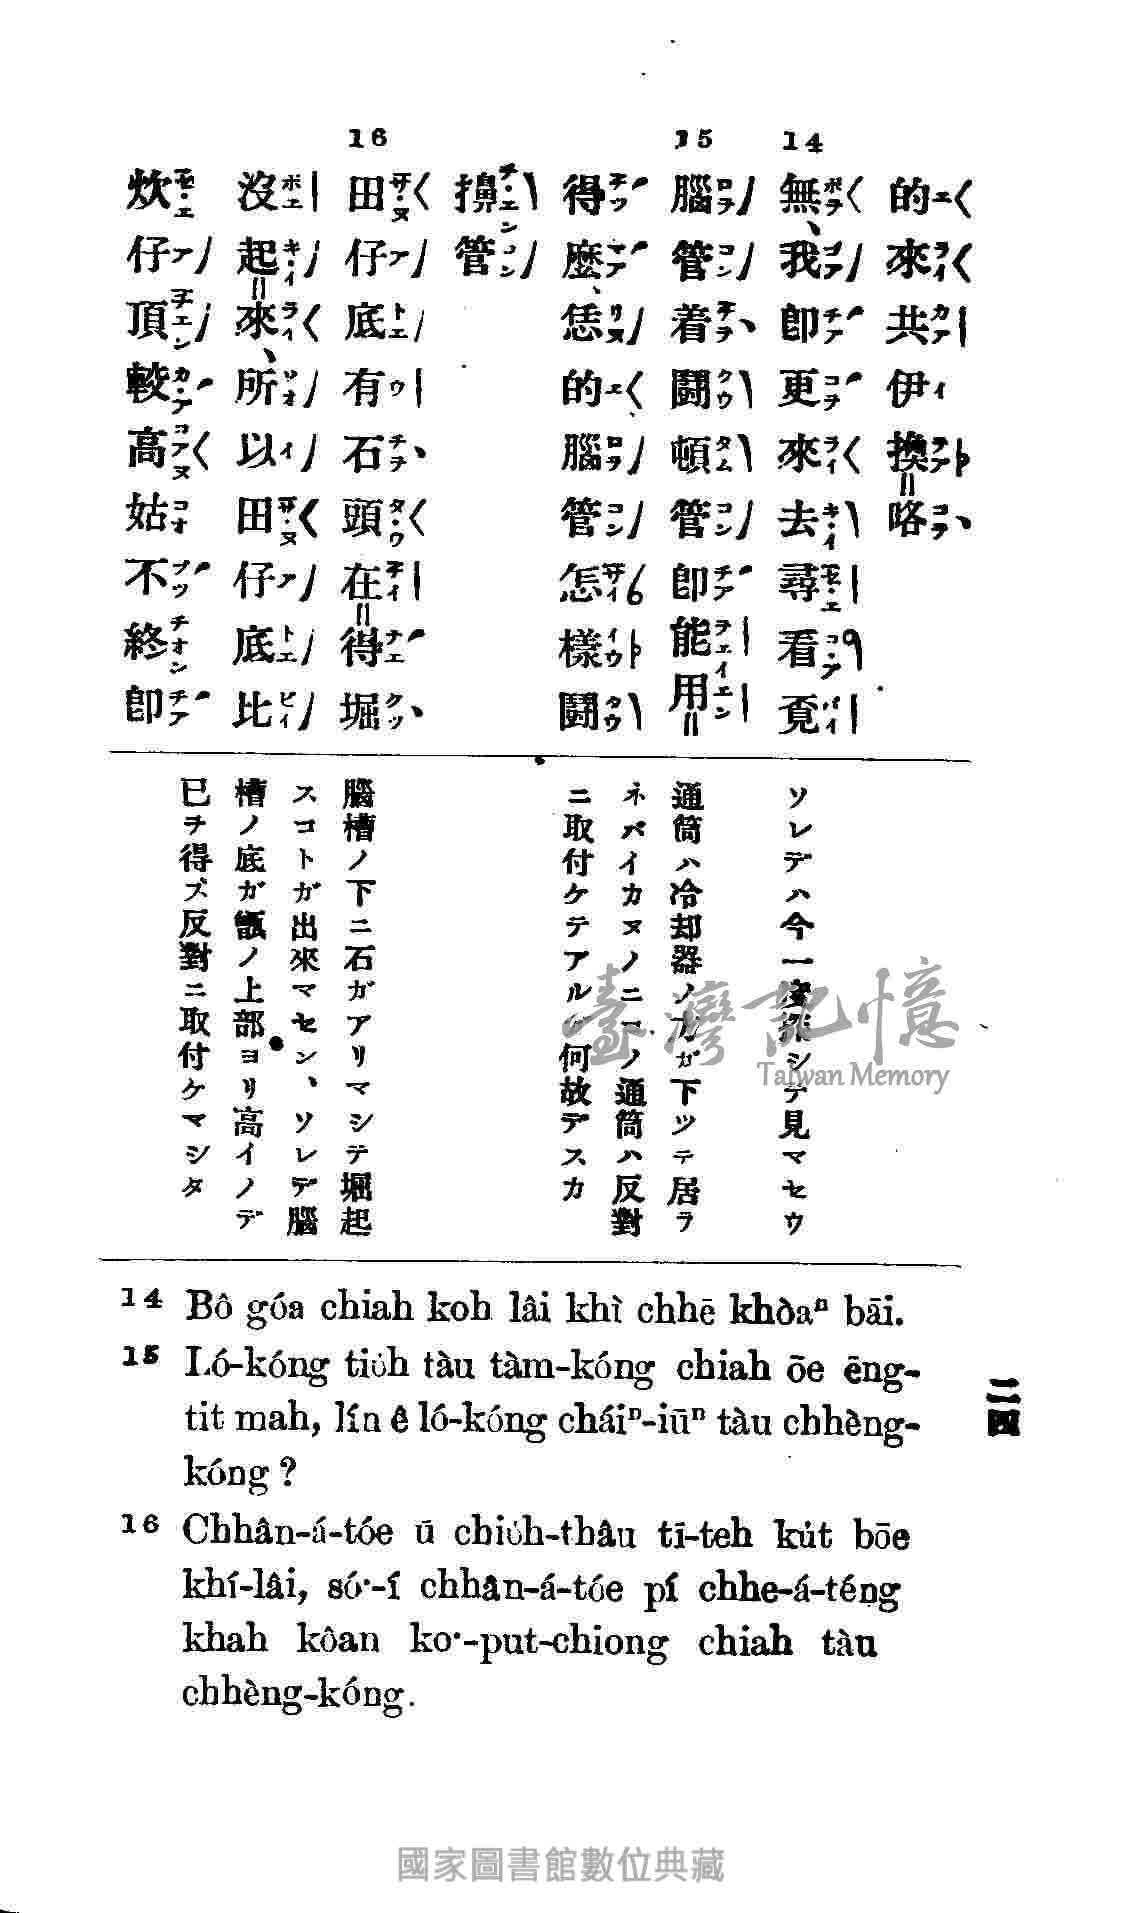 的來共伊換咯
14
無、我卽更來去尋看覔
15
腦管着鬪頓管卽能用
得麽、恁的腦管怎樣鬪
擤管
16
田仔底有石頭在得堀
沒起來、所以田仔底比
炊仔頂較高姑不終卽
ソレデハ今一度探シテ見マセウ
通筒ハ冷却器ノ方ガ下ツテ居ラ
ネバイカヌノニコノ通筒ハ反對
ニ取付ケテアルガ何故デスカ
腦槽ノ下ニ石ガアリマシテ堀起
スコトガ出來マセン、ソレデ腦
槽ノ底ガ甑ノ上部ヨリ高イノデ
已ヲ得ズ反對ニ取付ケマシタ
14 Bô góa chiah koh lâi khì chhē khòaⁿ bāi.
15 Ló-kóng tio̍h tàu tàm-kóng chiah ōe ēng-
tit mah, lín ê ló-kóng cháiⁿ-iūⁿ tàu chhèng-
kóng ?
16 Chhân-á-tóe ū chio̍h-thâu tī-teh ku̍t bōe
khí-lâi, só͘-í chhân-á-tóe pí chhe-á-téng
khah kôan ko͘-put-chiong chiah tàu
chhèng-kóng.
二四
臺灣記憶
Taiwan Memory
國家圖書館數位典藏